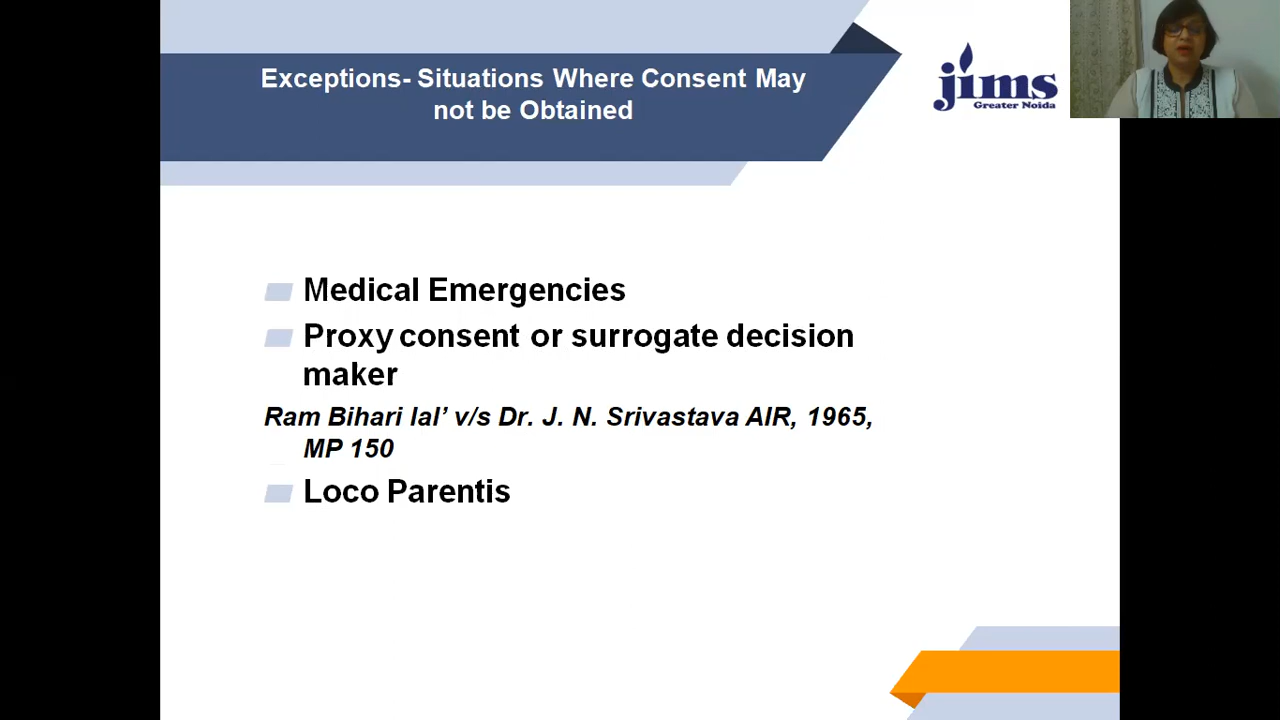 Exceptions- Situations Where Consent May
not be Obtained
jims
Greater Noida
Medical Emergencies
Proxy consent or surrogate decision
maker
Ram Bihari lal’ v/s Dr. J. N. Srivastava AIR, 1965,
MP 150
Loco Parentis